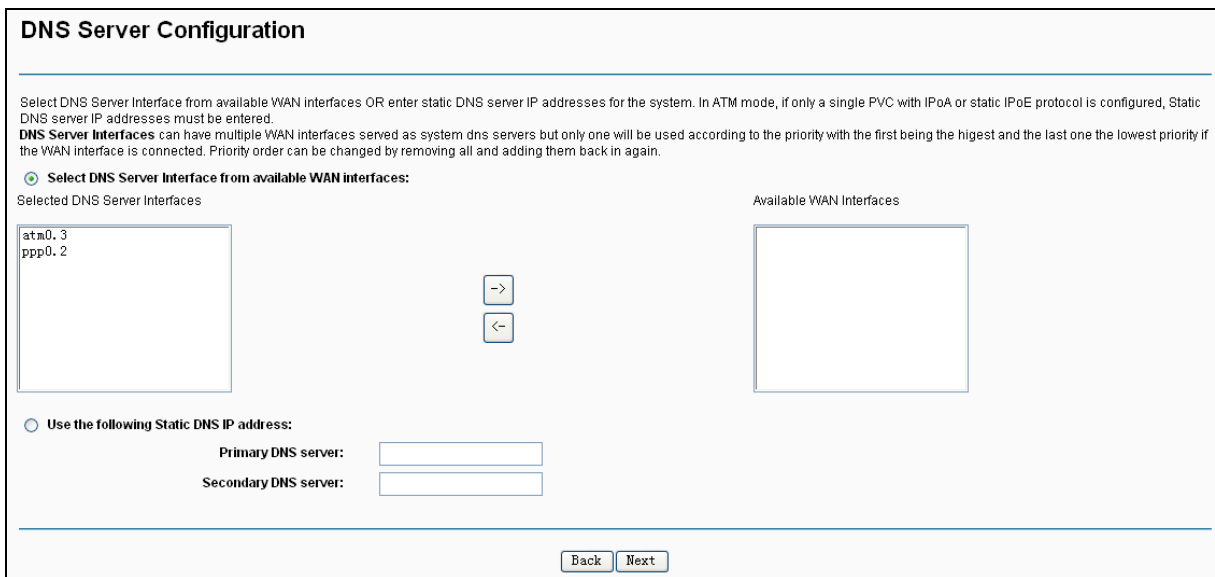 DNS Server Configuration
Select DNS Server Interface from available WAN interfaces OR enter static DNS server IP addresses for the system. In ATM mode, if only a single PVC with IPoA or static IPoE protocol is configured, Static
DNS server IP addresses must be entered.
DNS Server Interfaces can have multiple WAN interfaces served as system dns servers but only one will be used according to the priority with the first being the higest and the last one the lowest priority if
the WAN interface is connected. Priority order can be changed by removing all and adding them back in again.
Select DNS Server Interface from available WAN interfaces:
Selected DNS Server Interfaces
Available WAN Interfaces
atm0.3
ppp0.2
->
<-
Use the following Static DNS IP address:
Primary DNS server:
Secondary DNS server:
Back Next